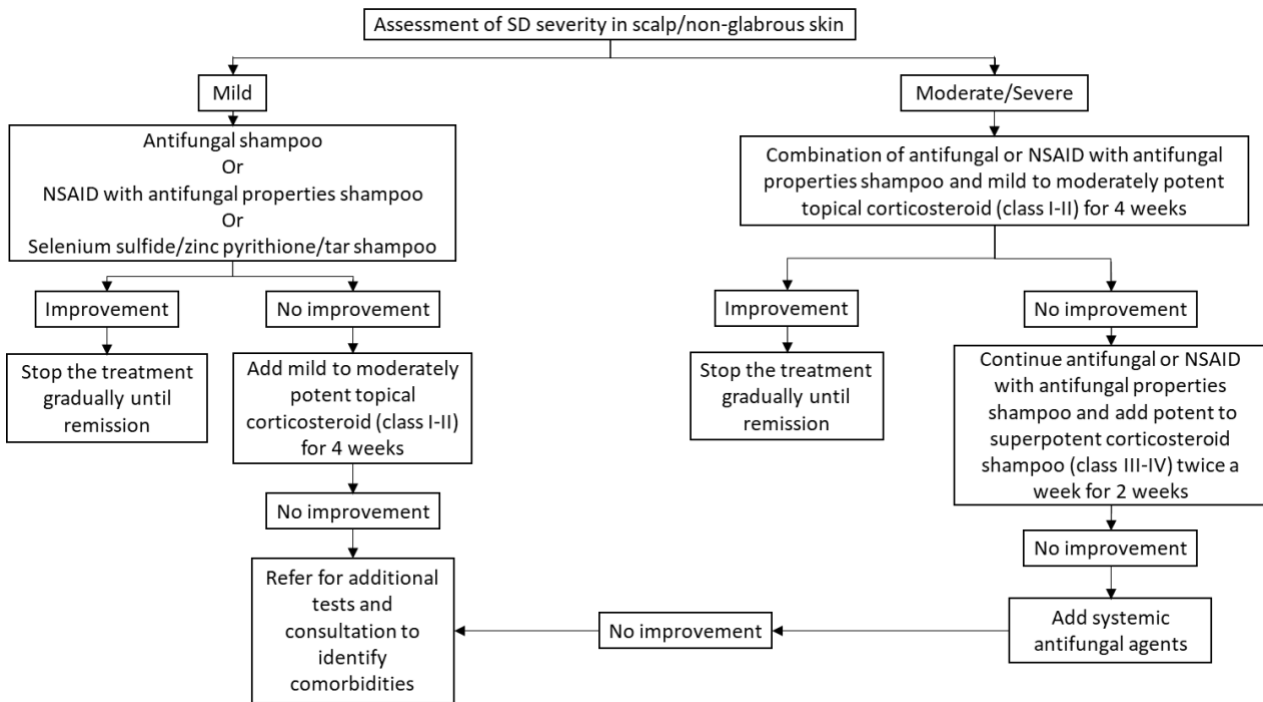 Assessment of SD severity in scalp/non-glabrous skin
Mild
Moderate/Severe
Antifungal shampoo
Or
NSAID with antifungal properties shampoo
Or
Selenium sulfide/zinc pyrithione/tar shampoo
Combination of antifungal or NSAID with antifungal
properties shampoo and mild to moderately potent
topical corticosteroid (class I-II) for 4 weeks
Improvement
No improvement
Improvement
No improvement
Stop the treatment
gradually until
remission
Add mild to moderately
potent topical
corticosteroid (class I-II)
for 4 weeks
Stop the treatment
gradually until
remission
Continue antifungal or NSAID
with antifungal properties
shampoo and add potent to
superpotent corticosteroid
shampoo (class III-IV) twice a
week for 2 weeks
No improvement
No improvement
Refer for additional
tests and
consultation to
identify
comorbidities
No improvement
Add systemic
antifungal agents